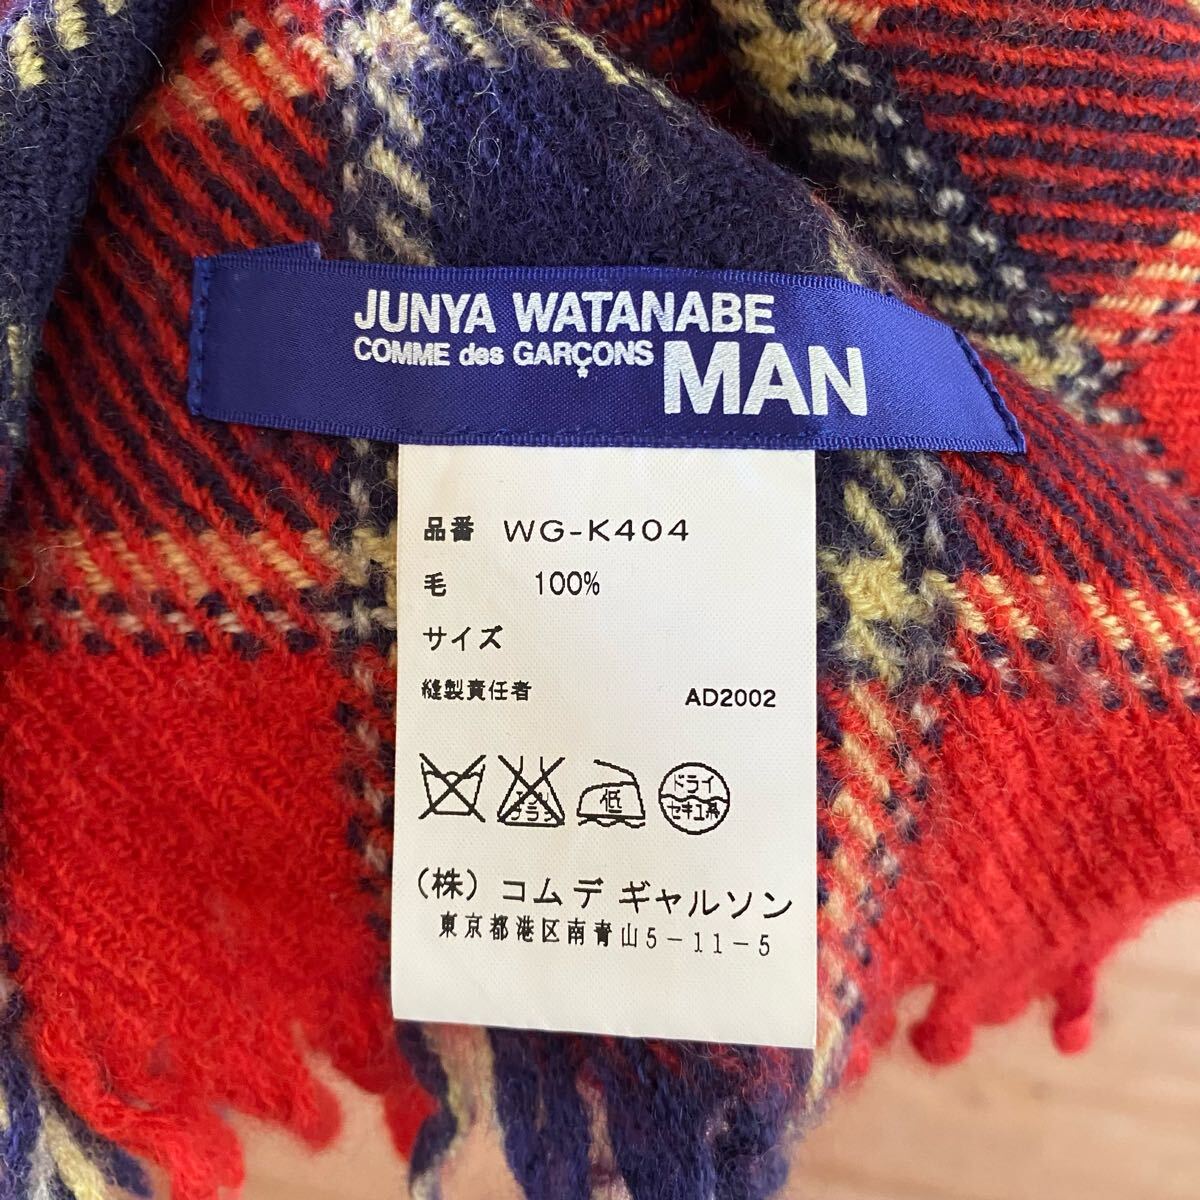 JUNYA WATANABE
COMME des GARÇONS MAN
品番 WG-K404
毛 100%
サイズ
縫製責任者 AD2002
低
ドライ
セキユ系
(株) コムデギャルソン
東京都港区南青山5-11-5